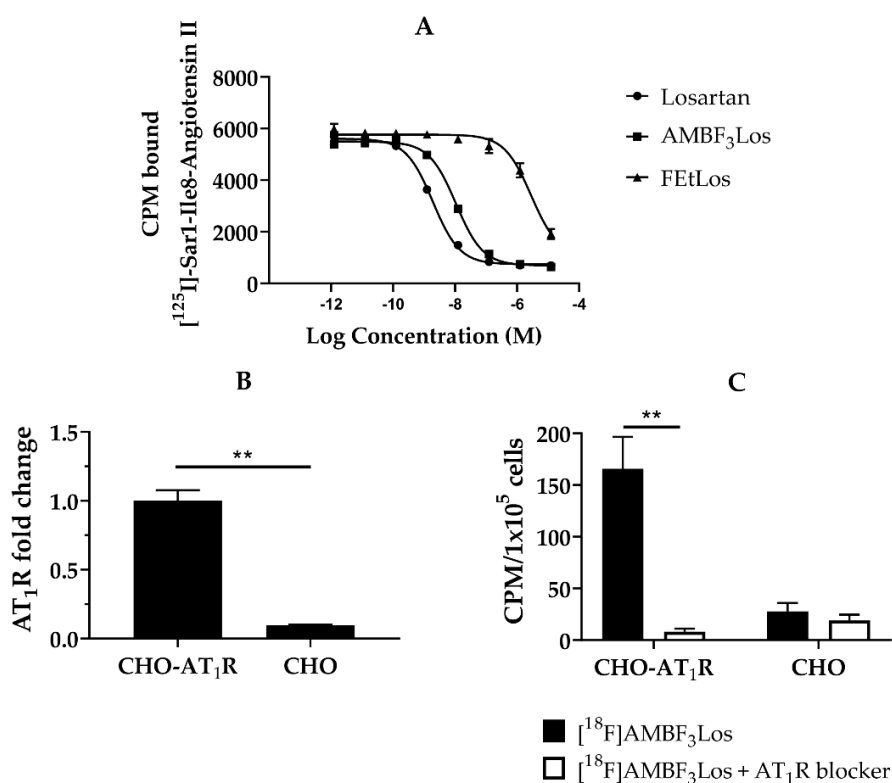 A
CPM bound
[¹²⁵I]-Sar1-Ile8-Angiotensin II
8000
6000
4000
2000
0
-12 -10 -8 -6 -4
Log Concentration (M)
Losartan
AMBF₃Los
FEtLos
B
AT₁R fold change
1.5
1.0
0.5
0.0
**
CHO-AT₁R CHO
C
CPM/1x10⁵ cells
200
150
100
50
0
**
CHO-AT₁R CHO
[¹⁸F]AMBF₃Los
[¹⁸F]AMBF₃Los + AT₁R blocker